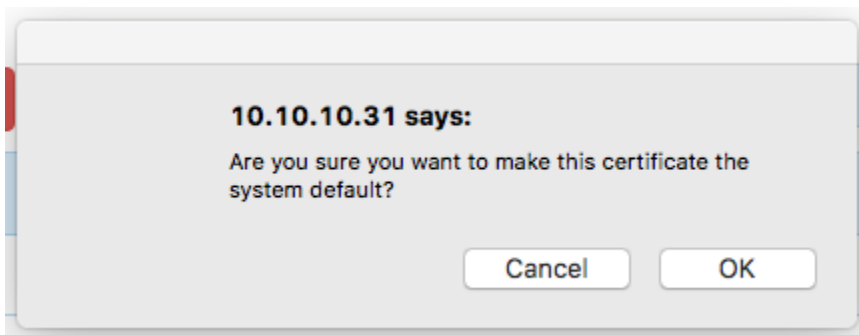 10.10.10.31 says:
Are you sure you want to make this certificate the
system default?
Cancel OK